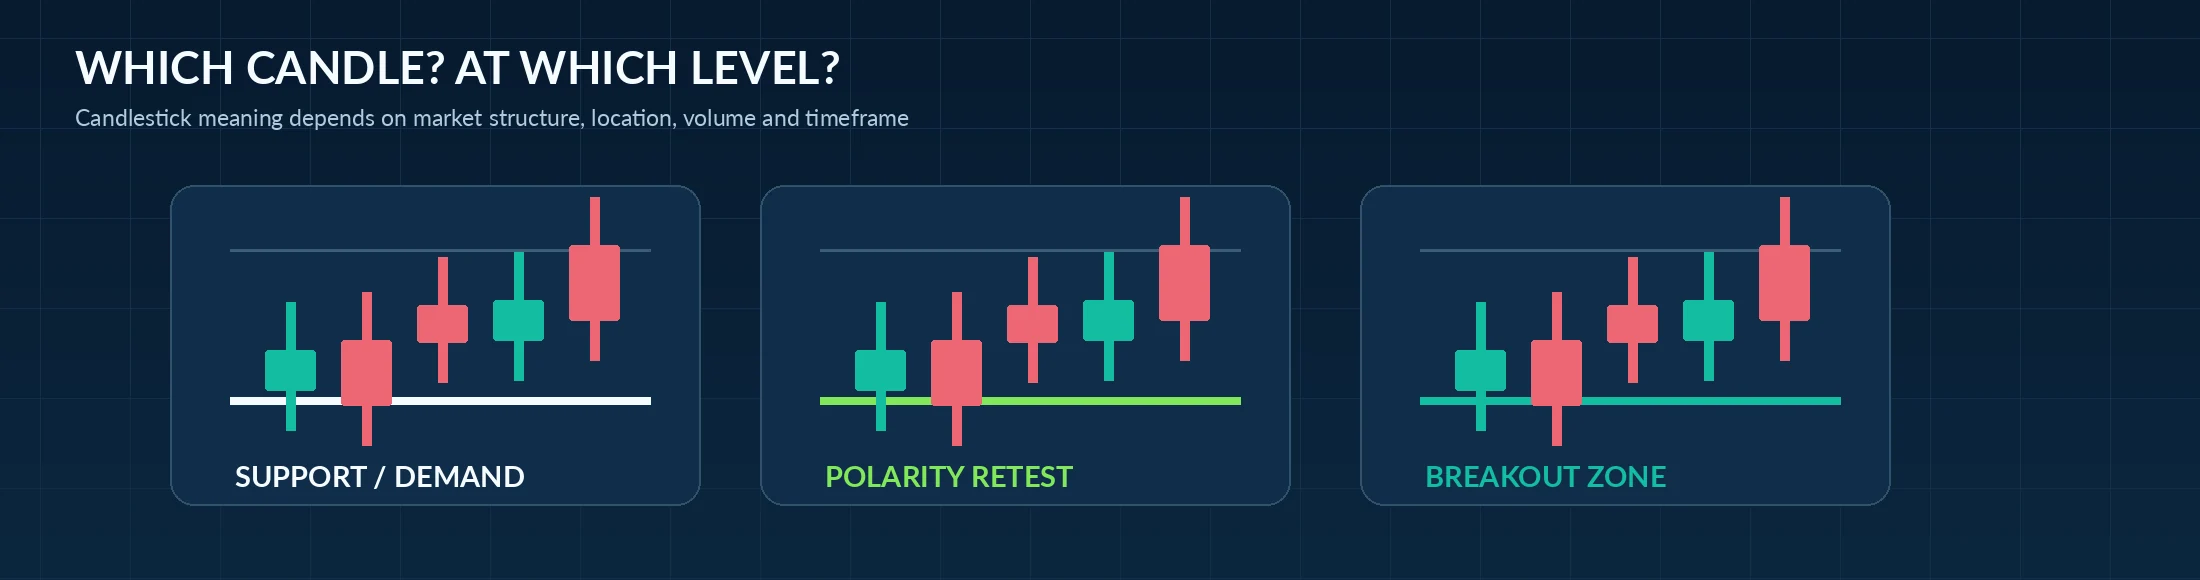 WHICH CANDLE? AT WHICH LEVEL?
Candlestick meaning depends on market structure, location, volume and timeframe
SUPPORT / DEMAND
POLARITY RETEST
BREAKOUT ZONE